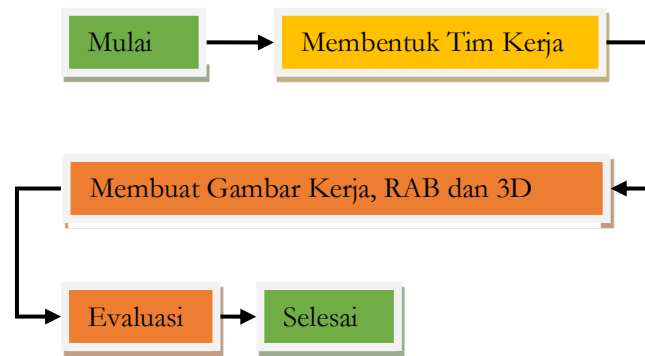 Mulai
Membentuk Tim Kerja
Membuat Gambar Kerja, RAB dan 3D
Evaluasi
Selesai